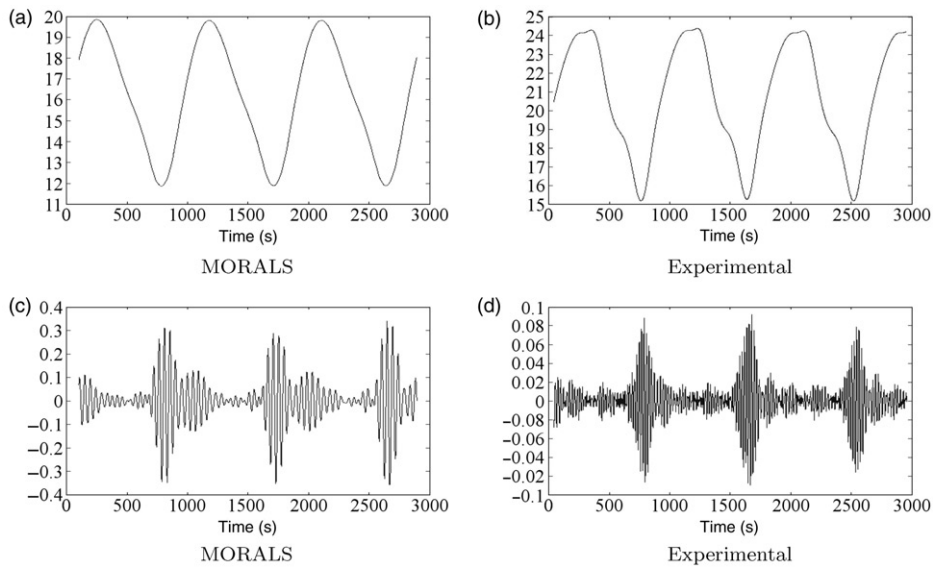 (a)
20
19
18
17
16
15
14
13
12
11
0 500 1000 1500 2000 2500 3000
Time (s)
MORALS
(b)
25
24
23
22
21
20
19
18
17
16
15
0 500 1000 1500 2000 2500 3000
Time (s)
Experimental
(c)
0.4
0.3
0.2
0.1
0
−0.1
−0.2
−0.3
−0.4
0 500 1000 1500 2000 2500 3000
Time (s)
MORALS
(d)
0.1
0.08
0.06
0.04
0.02
0
−0.02
−0.04
−0.06
−0.08
−0.1
0 500 1000 1500 2000 2500 3000
Time (s)
Experimental